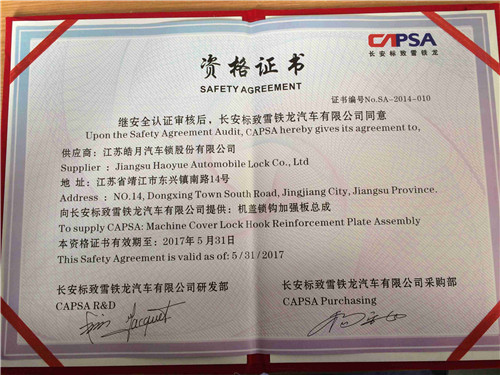 CAPSA
长安标致雪铁龙
资格证书
SAFETY AGREEMENT
证书编号No.SA-2014-010
继安全认证审核后，长安标致雪铁龙汽车有限公司同意
Upon the Safety Agreement Audit, CAPSA hereby gives its agreement to,
供应商：江苏皓月汽车锁股份有限公司
Supplier : Jiangsu Haoyue Automobile Lock Co., Ltd
地 址：江苏省靖江市东兴镇南路14号
Address : NO.14, Dongxing Town South Road, Jingjiang City, Jiangsu Province.
向长安标致雪铁龙汽车有限公司提供：机盖锁钩加强板总成
To supply CAPSA: Machine Cover Lock Hook Reinforcement Plate Assembly
本资格证书有效期至：2017年5月31日
This Safety Agreement is valid as of: 5/31/2017
长安标致雪铁龙汽车有限公司研发部
CAPSA R&D
长安标致雪铁龙汽车有限公司采购部
CAPSA Purchasing
Jacquet